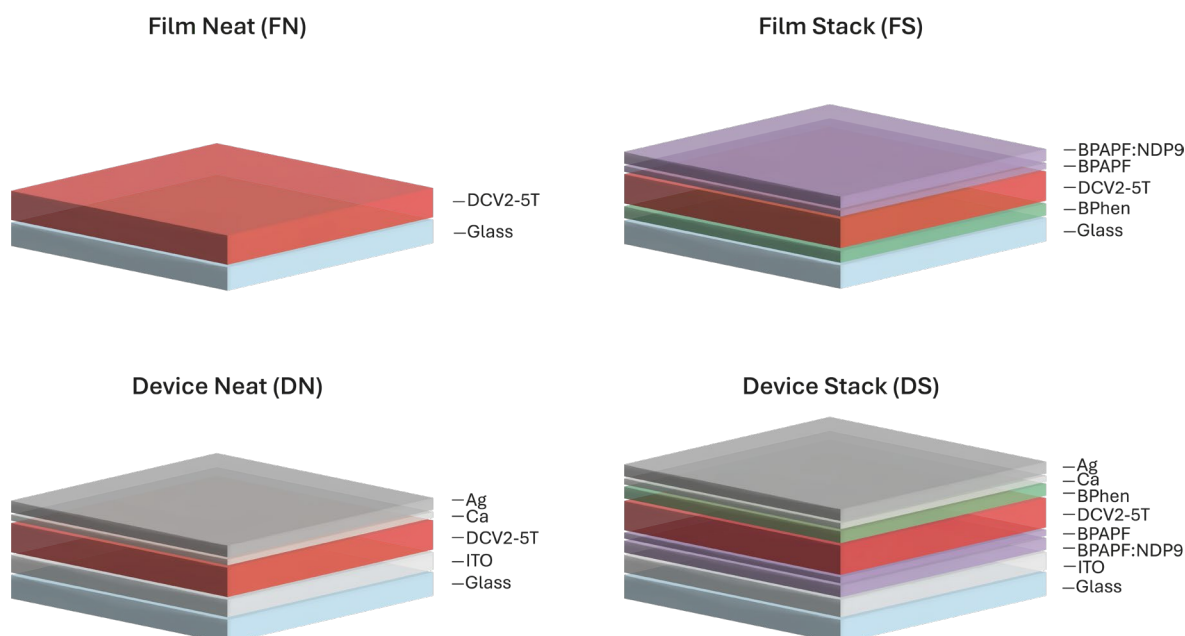 Film Neat (FN)
DCV2-5T
Glass
Film Stack (FS)
BPAPF:NDP9
BPAPF
DCV2-5T
BPhen
Glass
Device Neat (DN)
Ag
Ca
DCV2-5T
ITO
Glass
Device Stack (DS)
Ag
Ca
BPhen
DCV2-5T
BPAPF
BPAPF:NDP9
ITO
Glass